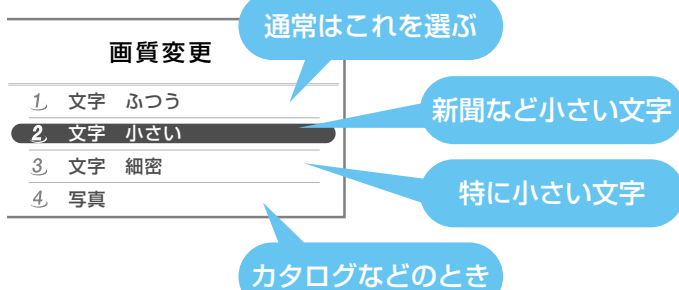 通常はこれを選ぶ
画質変更
1 文字 ふつう
2 文字 小さい
3 文字 細密
4 写真
新聞など小さい文字
特に小さい文字
カタログなどのとき